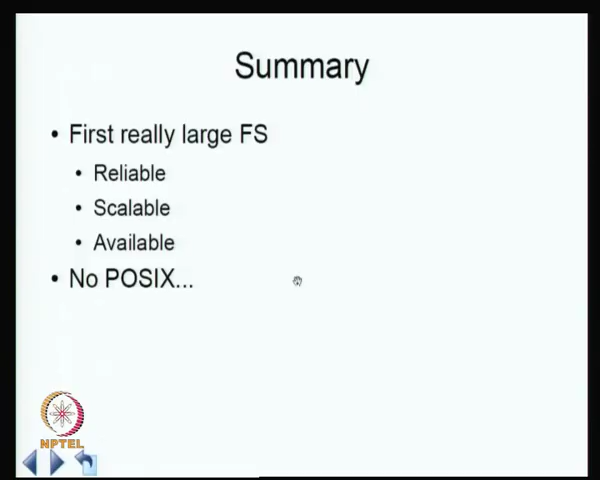 Summary
• First really large FS
• Reliable
• Scalable
• Available
• No POSIX...
NPTEL